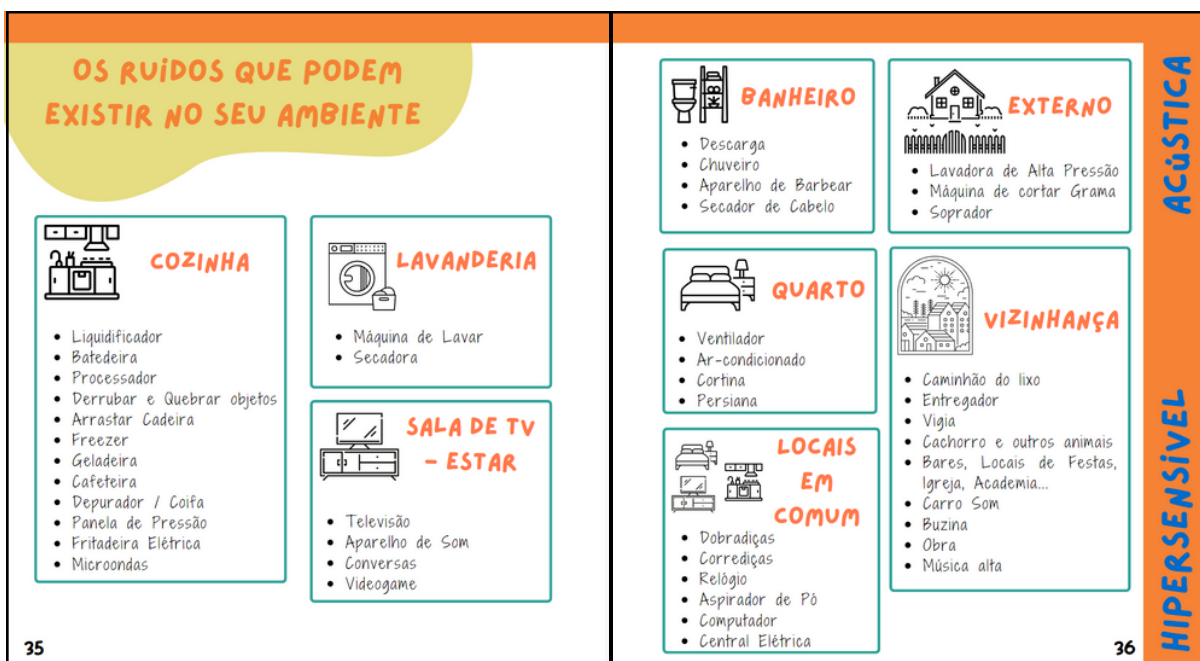 OS RUÍDOS QUE PODEM
EXISTIR NO SEU AMBIENTE
COZINHA
• Liquidificador
• Batedeira
• Processador
• Derrubar e Quebrar objetos
• Arrastar Cadeira
• Freezer
• Geladeira
• Cafeteira
• Depurador / Coifa
• Panela de Pressão
• Fritadeira Elétrica
• Microondas
LAVANDERIA
• Máquina de Lavar
• Secadora
SALA DE TV
- ESTAR
• Televisão
• Aparelho de Som
• Conversas
• Videogame
35
BANHEIRO
• Descarga
• Chuveiro
• Aparelho de Barbear
• Secador de Cabelo
QUARTO
• Ventilador
• Ar-condicionado
• Cortina
• Persiana
LOCAIS
EM
COMUM
• Dobradiças
• Corrediças
• Relógio
• Aspirador de Pó
• Computador
• Central Elétrica
EXTERNO
• Lavadora de Alta Pressão
• Máquina de cortar Grama
• Soprador
VIZINHANÇA
• Caminhão do lixo
• Entregador
• Vigia
• Cachorro e outros animais
• Bares, Locais de Festas,
Igreja, Academia...
• Carro Som
• Buzina
• Obra
• Música alta
36
HIPERSENSÍVEL ACÚSTICA